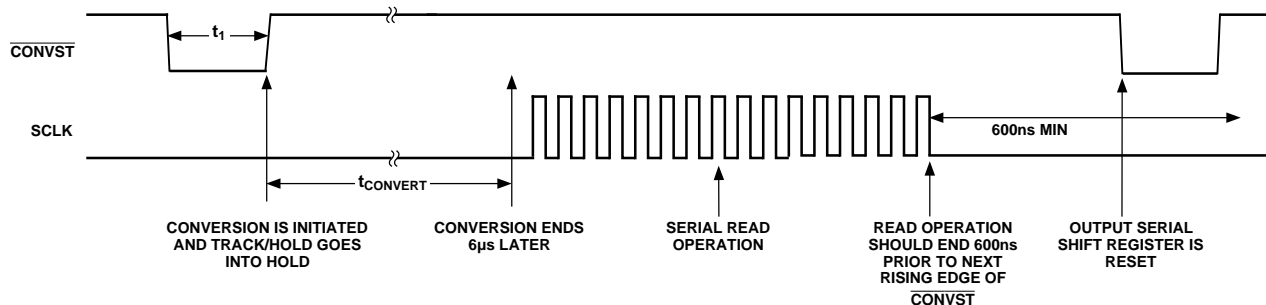 t1
CONVST
SCLK
600ns MIN
tCONVERT
CONVERSION IS INITIATED
AND TRACK/HOLD GOES
INTO HOLD
CONVERSION ENDS
6µs LATER
SERIAL READ
OPERATION
READ OPERATION
SHOULD END 600ns
PRIOR TO NEXT
RISING EDGE OF
CONVST
OUTPUT SERIAL
SHIFT REGISTER IS
RESET